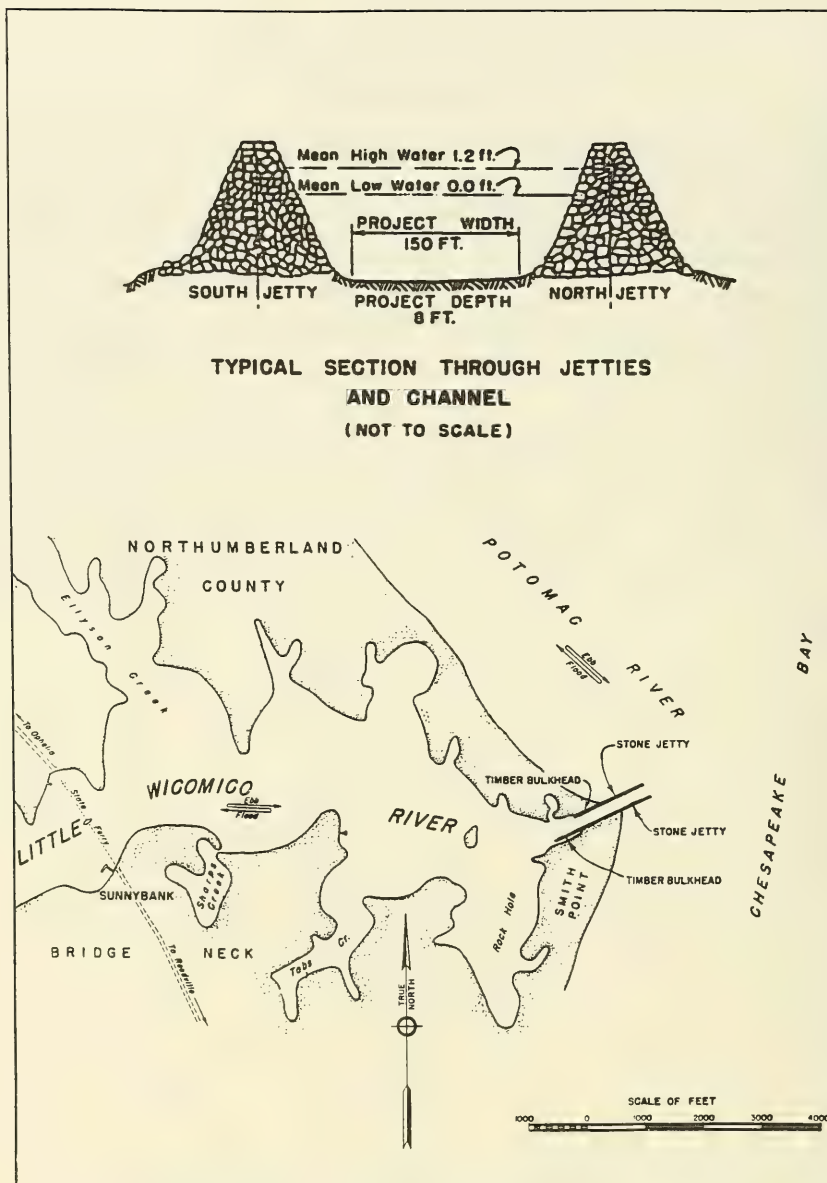 Mean High Water 1.2 ft.
Mean Low Water 0.0 ft.
PROJECT WIDTH
150 FT.
SOUTH JETTY
PROJECT DEPTH
8 FT.
NORTH JETTY
TYPICAL SECTION THROUGH JETTIES
AND CHANNEL
(NOT TO SCALE)
NORTHUMBERLAND
COUNTY
POTOMAC RIVER
Ebb
Flood
CHESAPEAKE BAY
Ellyson Creek
To Ophelia
State Ferry
To Reedville
LITTLE WICOMICO RIVER
Ebb
Flood
TIMBER BULKHEAD
STONE JETTY
STONE JETTY
TIMBER BULKHEAD
SMITH POINT
Rock Hole
SUNNYBANK
Sharps Creek
BRIDGE NECK
Tabs Cr.
TRUE NORTH
SCALE OF FEET
1000 0 1000 2000 3000 4000